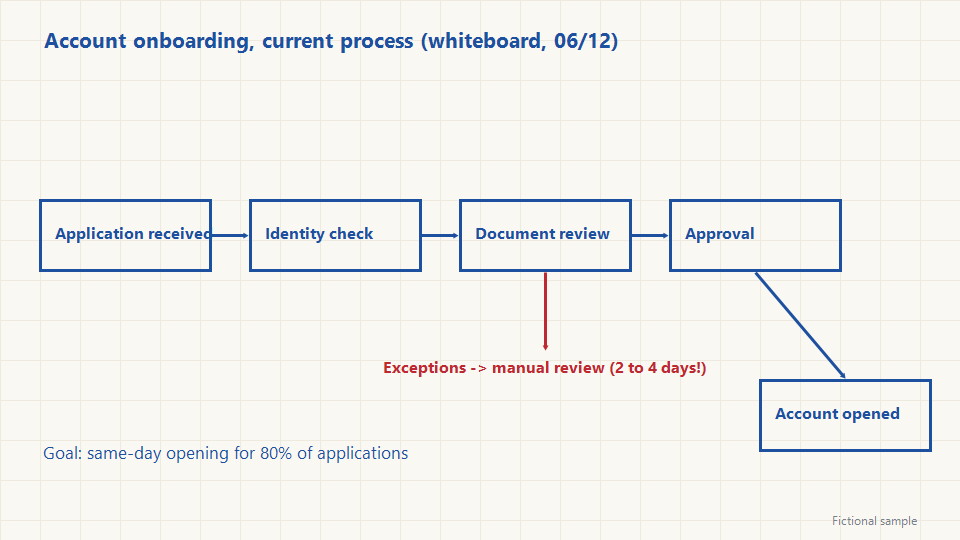 Account onboarding, current process (whiteboard, 06/12)
Application received
Identity check
Document review
Approval
Exceptions -> manual review (2 to 4 days!)
Account opened
Goal: same-day opening for 80% of applications
Fictional sample